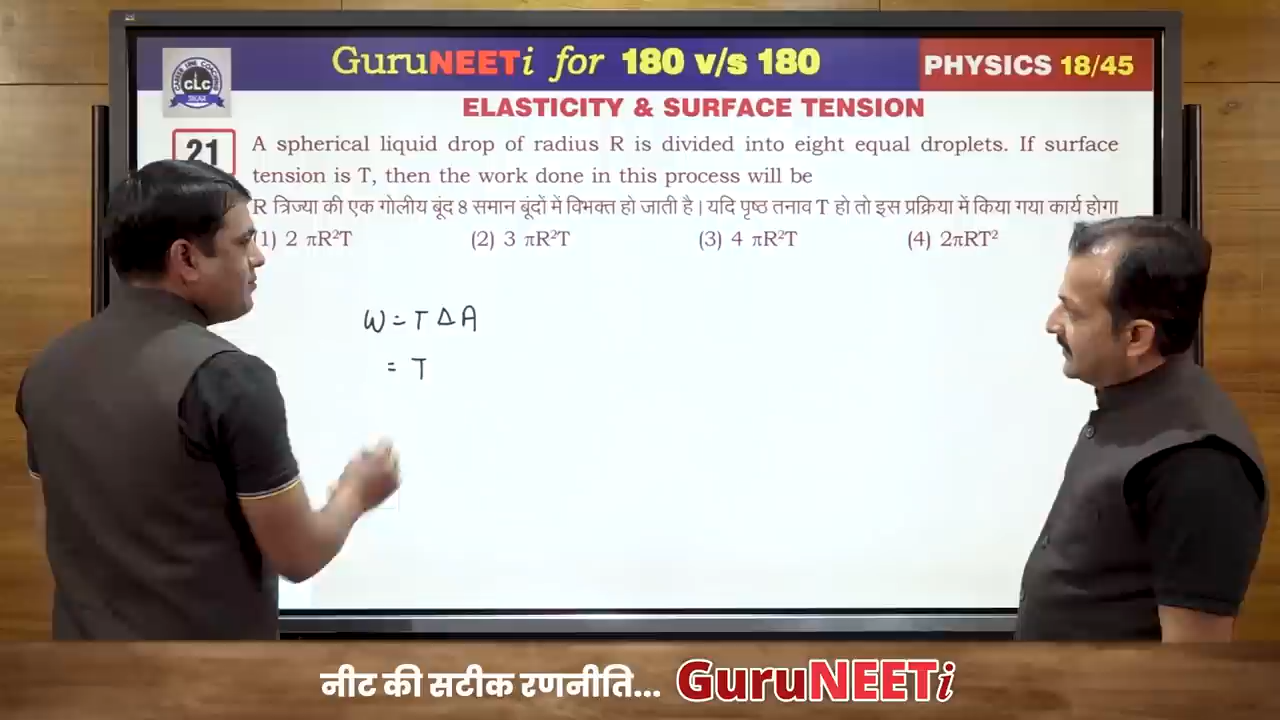 GuruNEETi for 180 v/s 180
PHYSICS 18/45
CLC
ELASTICITY & SURFACE TENSION
21
A spherical liquid drop of radius R is divided into eight equal droplets. If surface
tension is T, then the work done in this process will be
R त्रिज्या की एक गोलीय बूंद 8 समान बूंदों में विभक्त हो जाती है। यदि पृष्ठ तनाव T हो तो इस प्रक्रिया में किया गया कार्य होगा
(1) 2 πR²T (2) 3 πR²T (3) 4 πR²T (4) 2πRT²
W = T Δ A
= T
नीट की सटीक रणनीति... GuruNEETi